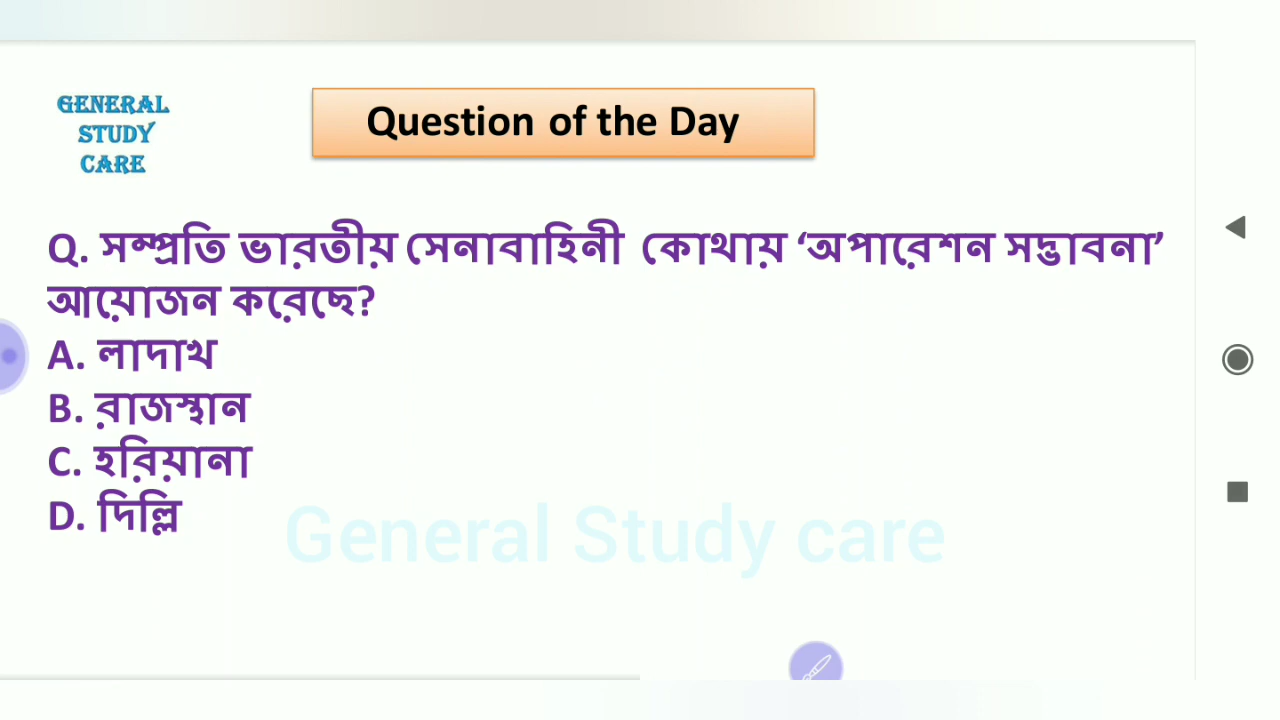 GENERAL
STUDY
CARE
Question of the Day
Q. সম্প্রতি ভারতীয় সেনাবাহিনী কোথায় ‘অপারেশন সদ্ভাবনা’
আয়োজন করেছে?
A. লাদাখ
B. রাজস্থান
C. হরিয়ানা
D. দিল্লি
General Study care